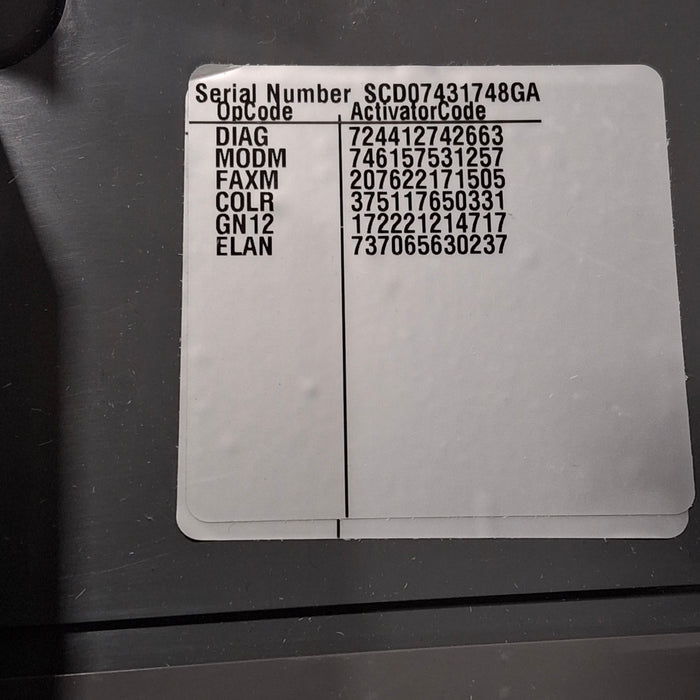 Serial Number SCD07431748GA
OpCode ActivatorCode
DIAG 724412742663
MODM 746157531257
FAXM 207622171505
COLR 375117650331
GN12 172221214717
ELAN 737065630237